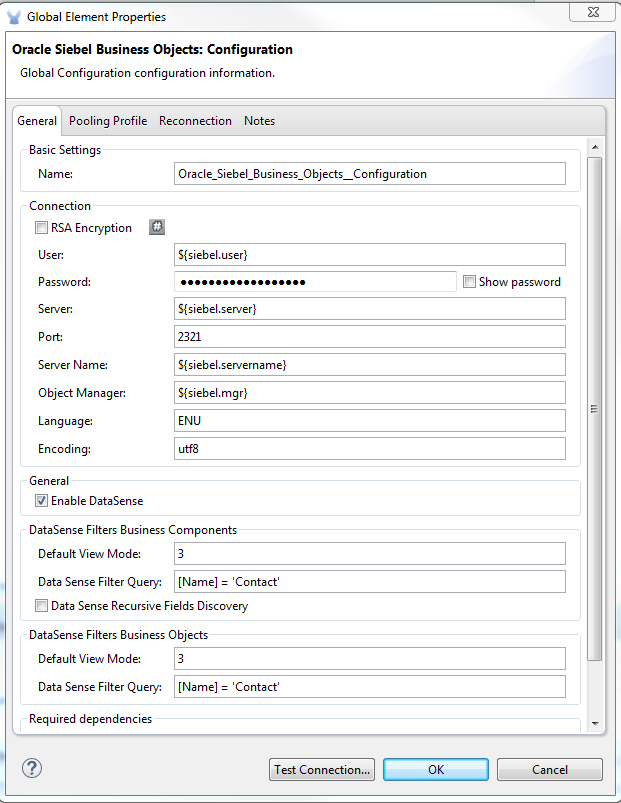 Global Element Properties
Oracle Siebel Business Objects: Configuration
Global Configuration configuration information.
General Pooling Profile Reconnection Notes
Basic Settings
Name: Oracle_Siebel_Business_Objects__Configuration
Connection
RSA Encryption
User: ${siebel.user}
Password: •••••••••••••••••• Show password
Server: ${siebel.server}
Port: 2321
Server Name: ${siebel.servername}
Object Manager: ${siebel.mgr}
Language: ENU
Encoding: utf8
General
Enable DataSense
DataSense Filters Business Components
Default View Mode: 3
Data Sense Filter Query: [Name] = 'Contact'
Data Sense Recursive Fields Discovery
DataSense Filters Business Objects
Default View Mode: 3
Data Sense Filter Query: [Name] = 'Contact'
Required dependencies
Test Connection... OK Cancel